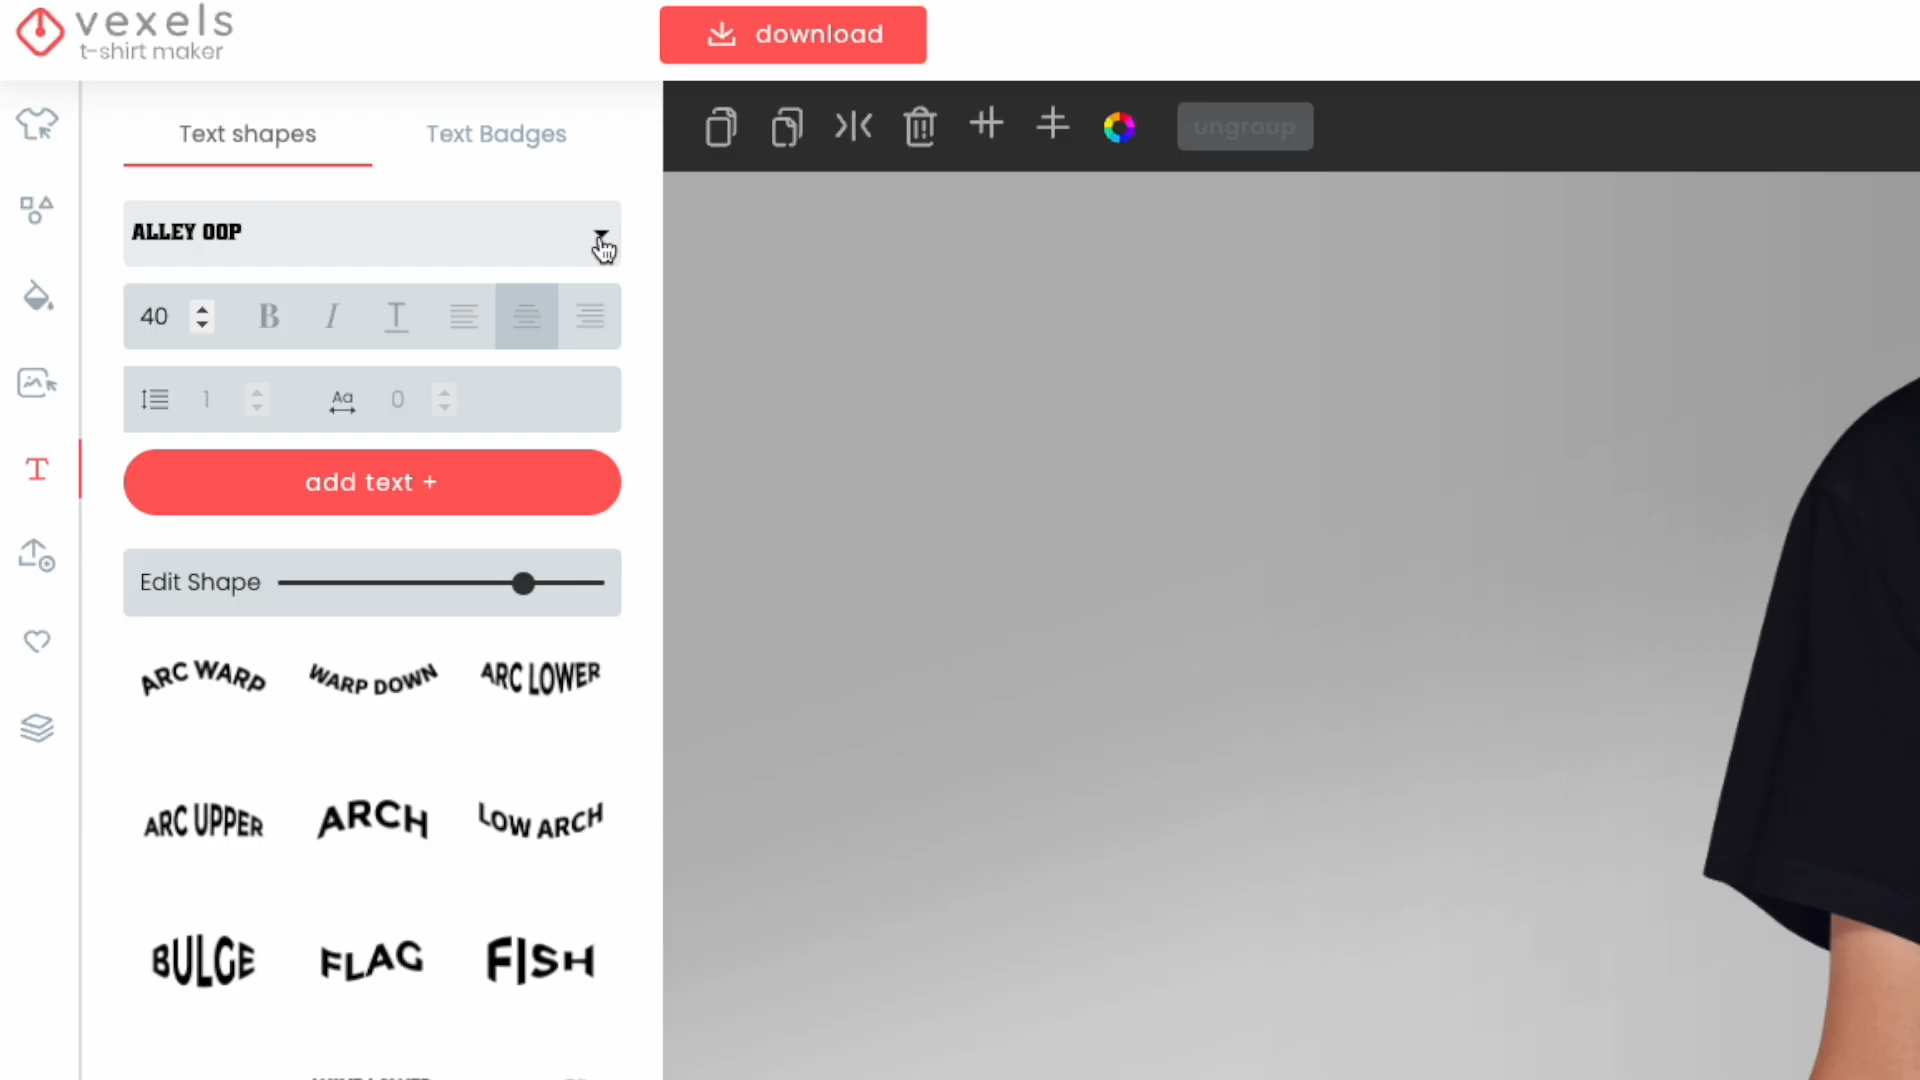 vexels
t-shirt maker
download
Text shapes
Text Badges
ungroup
ALLEY OOP
40 B I T
1 Aa 0
add text +
Edit Shape
ARC WARP
WARP DOWN
ARC LOWER
ARC UPPER
ARCH
LOW ARCH
BULGE
FLAG
FISH